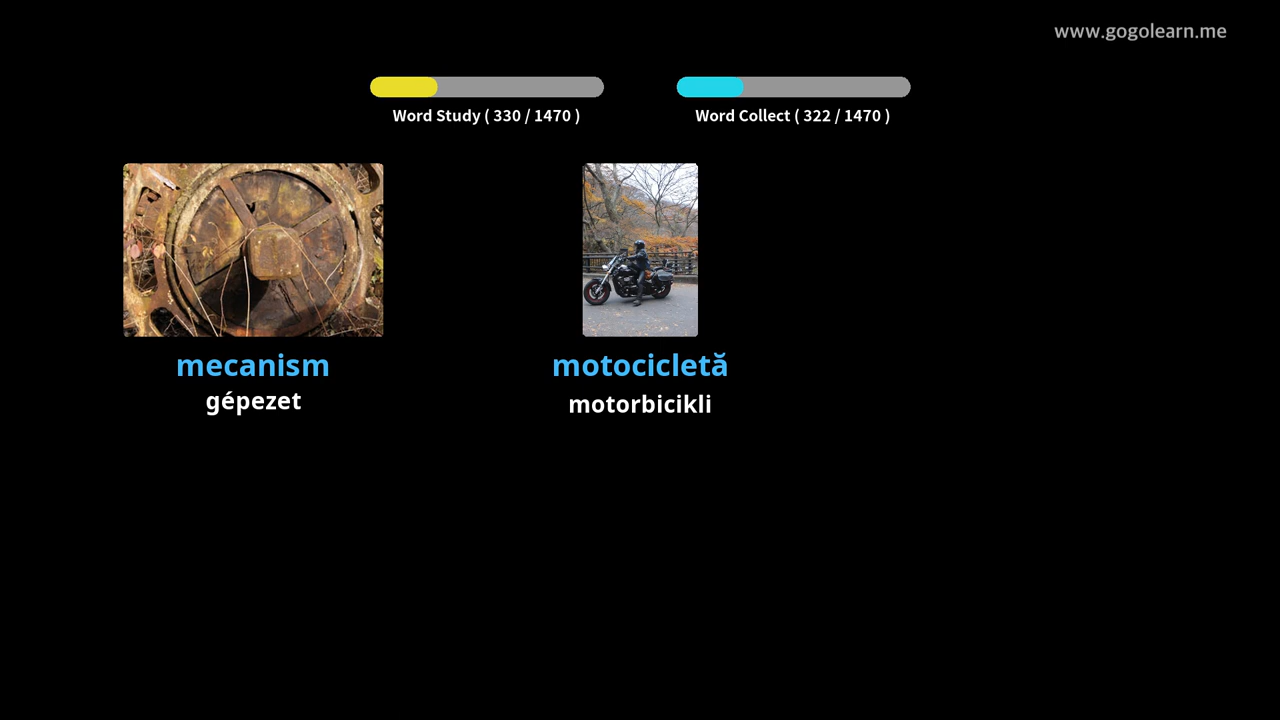 www.gogolearn.me
Word Study ( 330 / 1470 )
Word Collect ( 322 / 1470 )
mecanism
gépezet
motocicletă
motorbicikli